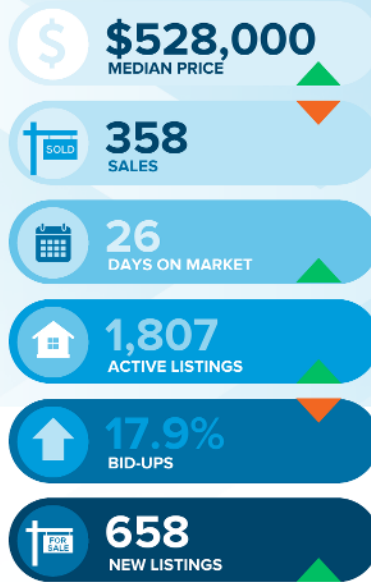 $
$528,000
MEDIAN PRICE
SOLD
358
SALES
26
DAYS ON MARKET
1,807
ACTIVE LISTINGS
17.9%
BID-UPS
FOR
SALE
658
NEW LISTINGS